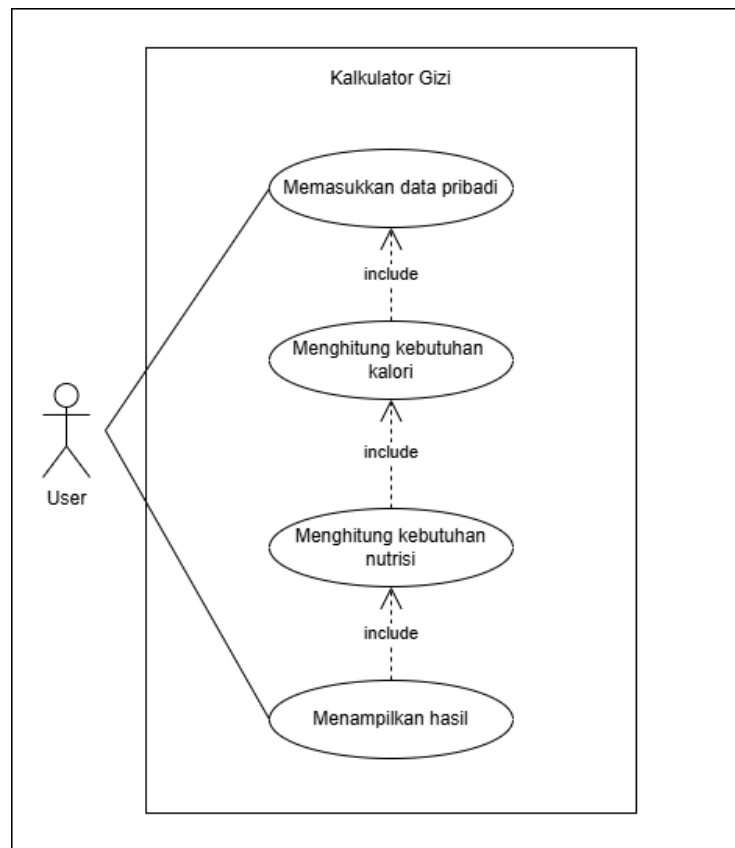 Kalkulator Gizi
Memasukkan data pribadi
include
Menghitung kebutuhan
kalori
include
User
Menghitung kebutuhan
nutrisi
include
Menampilkan hasil